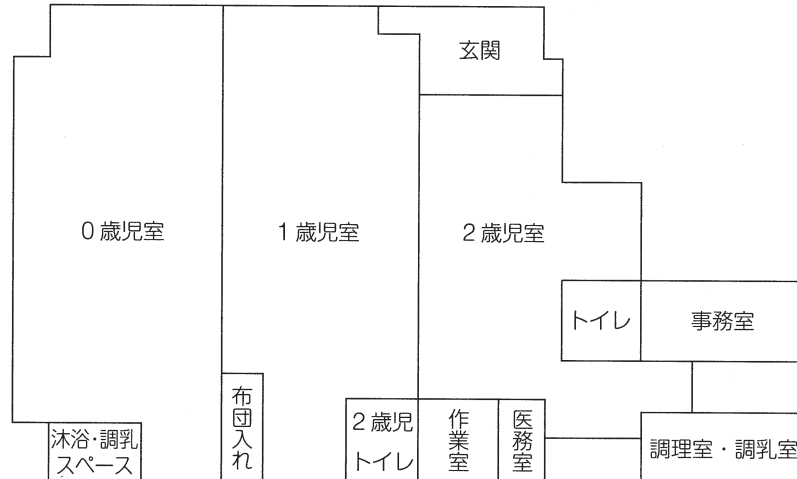 玄関
0歳児室
1歳児室
2歳児室
トイレ
事務室
布団入れ
2歳児
トイレ
作業室
医務室
沐浴・調乳
スペース
調理室・調乳室